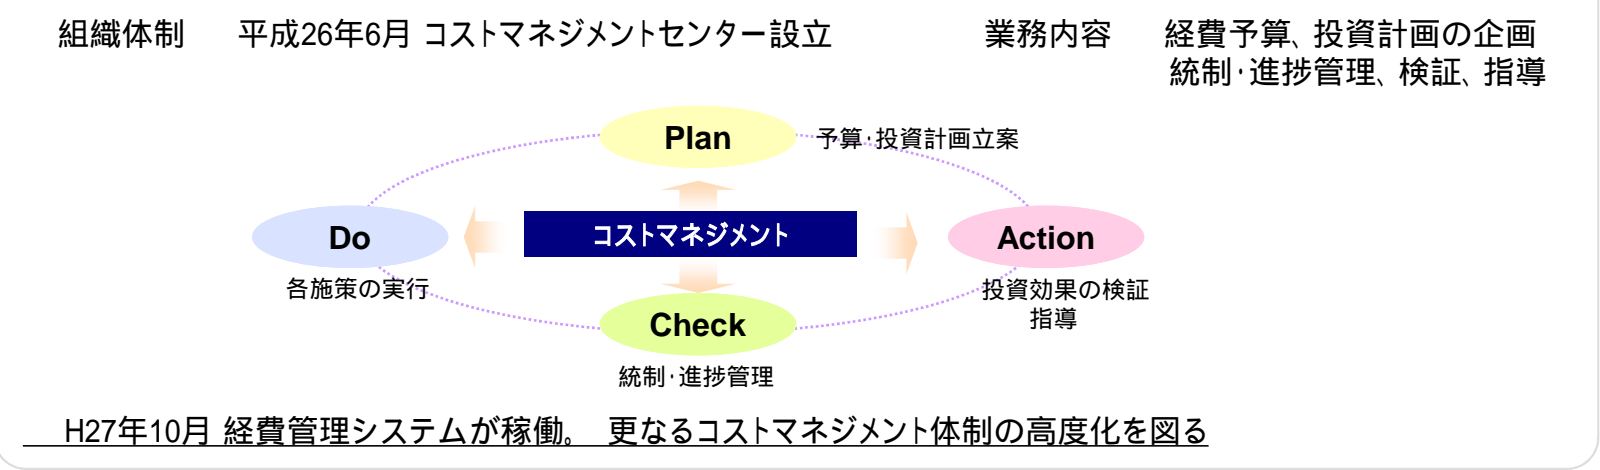 組織体制 平成26年6月 コストマネジメントセンター設立 業務内容 経費予算、投資計画の企画
統制･進捗管理、検証、指導
Plan
予算･投資計画立案
Do
コストマネジメント
Action
各施策の実行
投資効果の検証
指導
Check
統制･進捗管理
H27年10月 経費管理システムが稼働。 更なるコストマネジメント体制の高度化を図る